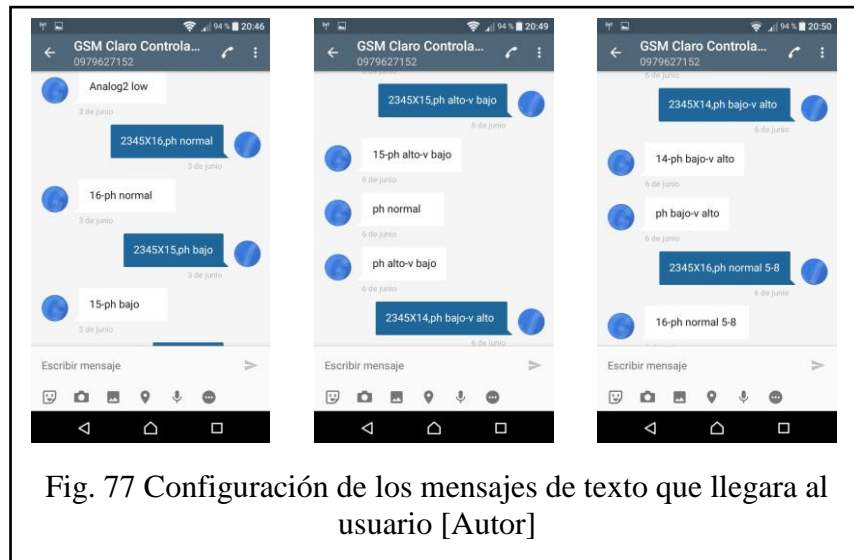 94 % 20:46
GSM Claro Controla...
0979627152
Analog2 low
3 de junio
2345X16,ph normal
3 de junio
16-ph normal
3 de junio
2345X15,ph bajo
3 de junio
15-ph bajo
3 de junio
Escribir mensaje
94 % 20:49
GSM Claro Controla...
0979627152
6 de junio
2345X15,ph alto-v bajo
6 de junio
15-ph alto-v bajo
6 de junio
ph normal
6 de junio
ph alto-v bajo
6 de junio
2345X14,ph bajo-v alto
6 de junio
Escribir mensaje
94 % 20:50
GSM Claro Controla...
0979627152
6 de junio
2345X14,ph bajo-v alto
6 de junio
14-ph bajo-v alto
6 de junio
ph bajo-v alto
6 de junio
2345X16,ph normal 5-8
6 de junio
16-ph normal 5-8
Escribir mensaje
Fig. 77 Configuración de los mensajes de texto que llegara al
usuario [Autor]